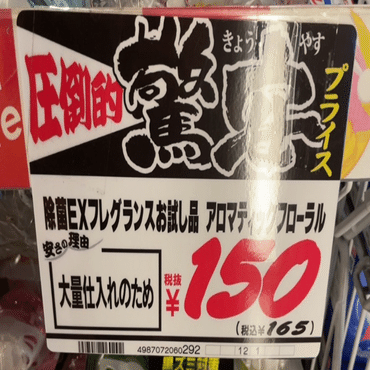 圧倒的
きょうやす
驚安
プライス
除菌EXフレグランスお試し品 アロマティックフローラル
安さの理由
大量仕入れのため
税抜
¥150
(税込¥165)
4987072060292
12 1